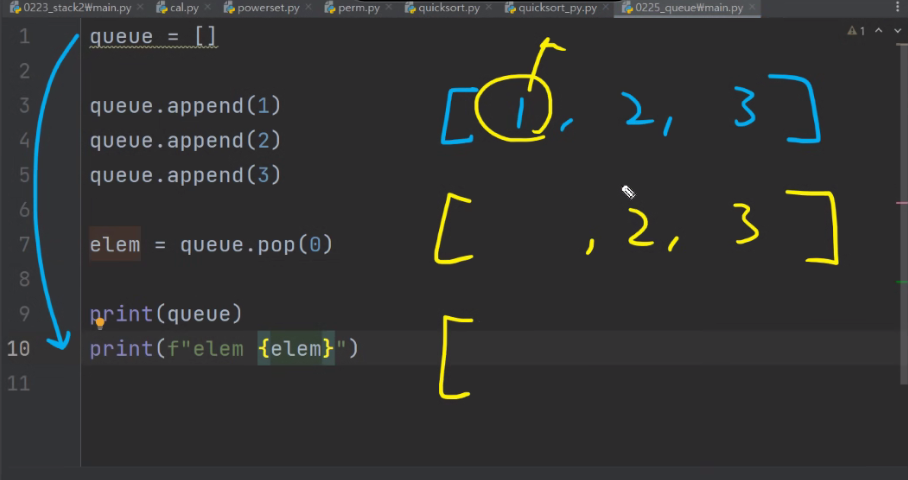 0223_stack2₩main.py cal.py powerset.py perm.py quicksort.py quicksort_py.py 0225_queue₩main.py
1 queue = []
2
3 queue.append(1)
4 queue.append(2)
5 queue.append(3)
6
7 elem = queue.pop(0)
8
9 print(queue)
10 print(f"elem {elem}")
11
1
[ 1, 2, 3 ]
[ , 2, 3 ]
[